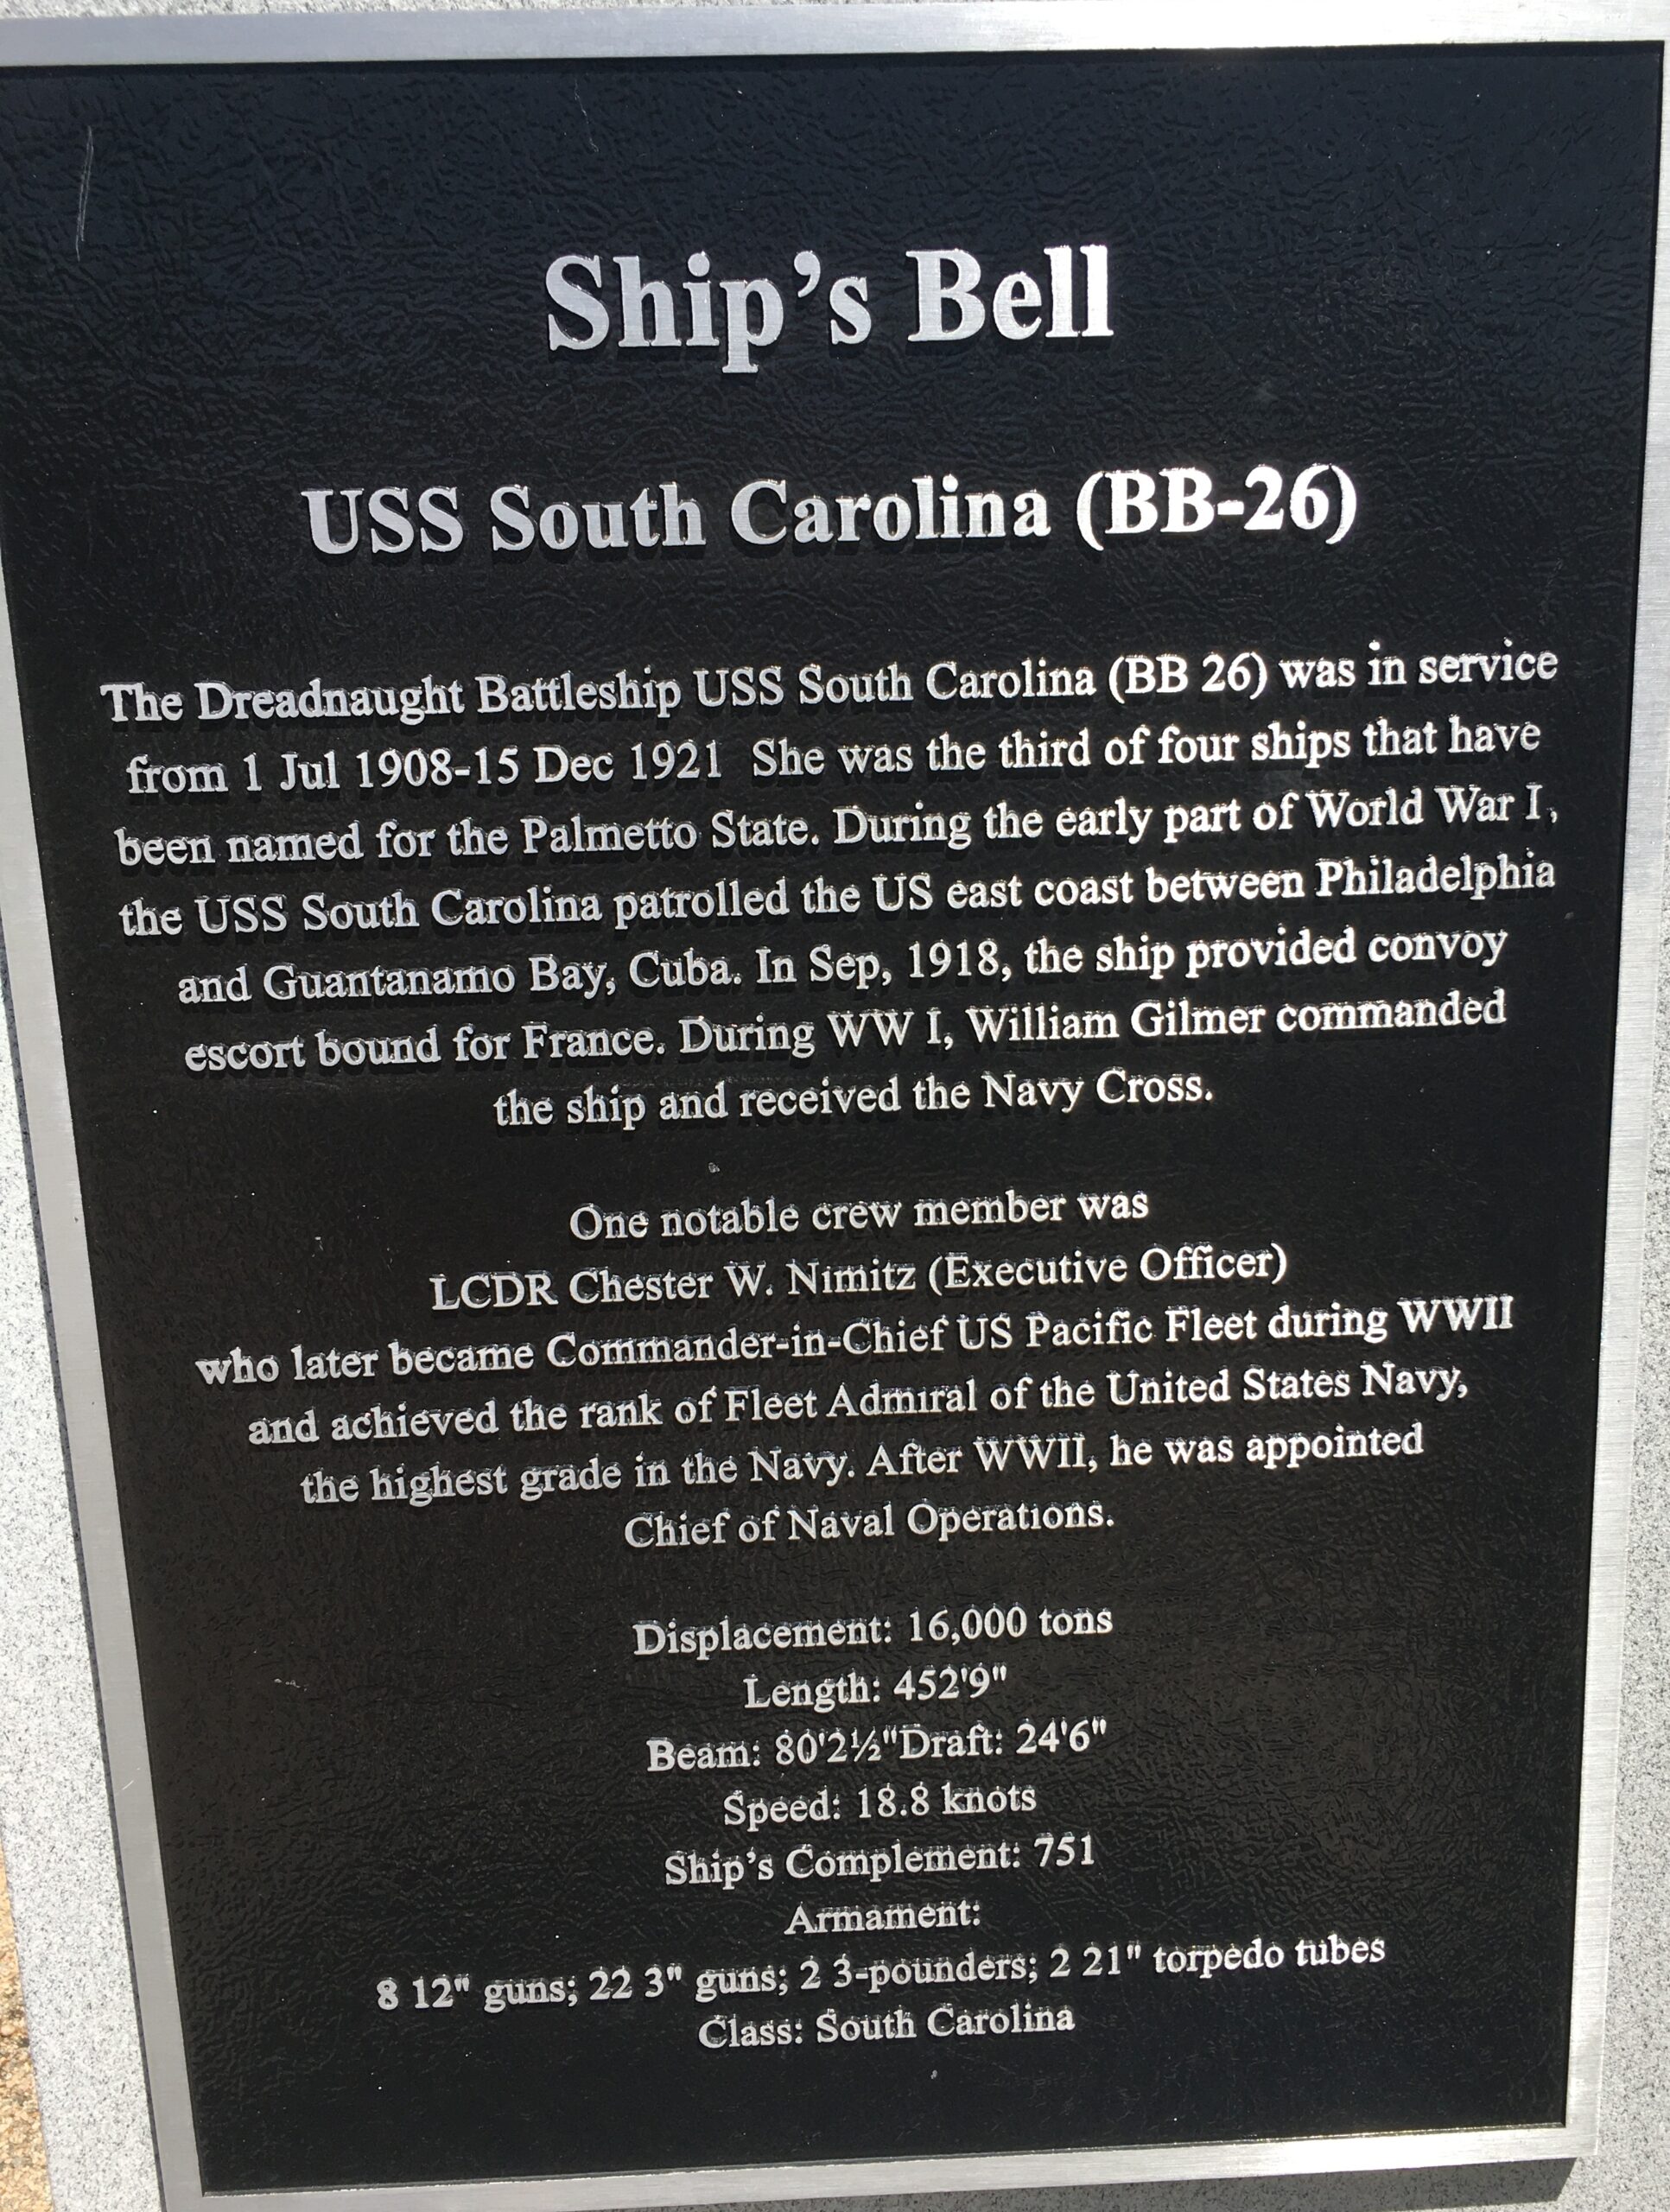 Ship’s Bell
USS South Carolina (BB-26)
The Dreadnaught Battleship USS South Carolina (BB 26) was in service
from 1 Jul 1908-15 Dec 1921  She was the third of four ships that have
been named for the Palmetto State. During the early part of World War I,
the USS South Carolina patrolled the US east coast between Philadelphia
and Guantanamo Bay, Cuba. In Sep, 1918, the ship provided convoy
escort bound for France. During WW I, William Gilmer commanded
the ship and received the Navy Cross.
One notable crew member was
LCDR Chester W. Nimitz (Executive Officer)
who later became Commander-in-Chief US Pacific Fleet during WWII
and achieved the rank of Fleet Admiral of the United States Navy,
the highest grade in the Navy. After WWII, he was appointed
Chief of Naval Operations.
Displacement: 16,000 tons
Length: 452'9"
Beam: 80'2½"Draft: 24'6"
Speed: 18.8 knots
Ship’s Complement: 751
Armament:
8 12" guns; 22 3" guns; 2 3-pounders; 2 21" torpedo tubes
Class: South Carolina